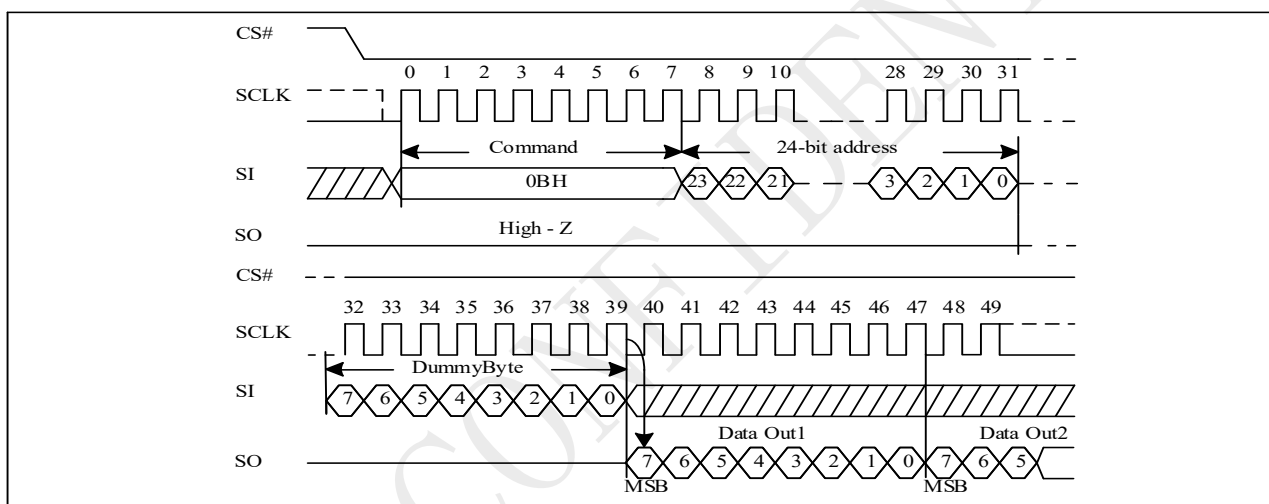 CS#
0 1 2 3 4 5 6 7 8 9 10 28 29 30 31
SCLK
Command 24-bit address
SI
0BH 23 22 21 3 2 1 0
High - Z
SO
CS#
32 33 34 35 36 37 38 39 40 41 42 43 44 45 46 47 48 49
SCLK
DummyByte
SI
7 6 5 4 3 2 1 0
Data Out1 Data Out2
SO
7 6 5 4 3 2 1 0 7 6 5
MSB MSB